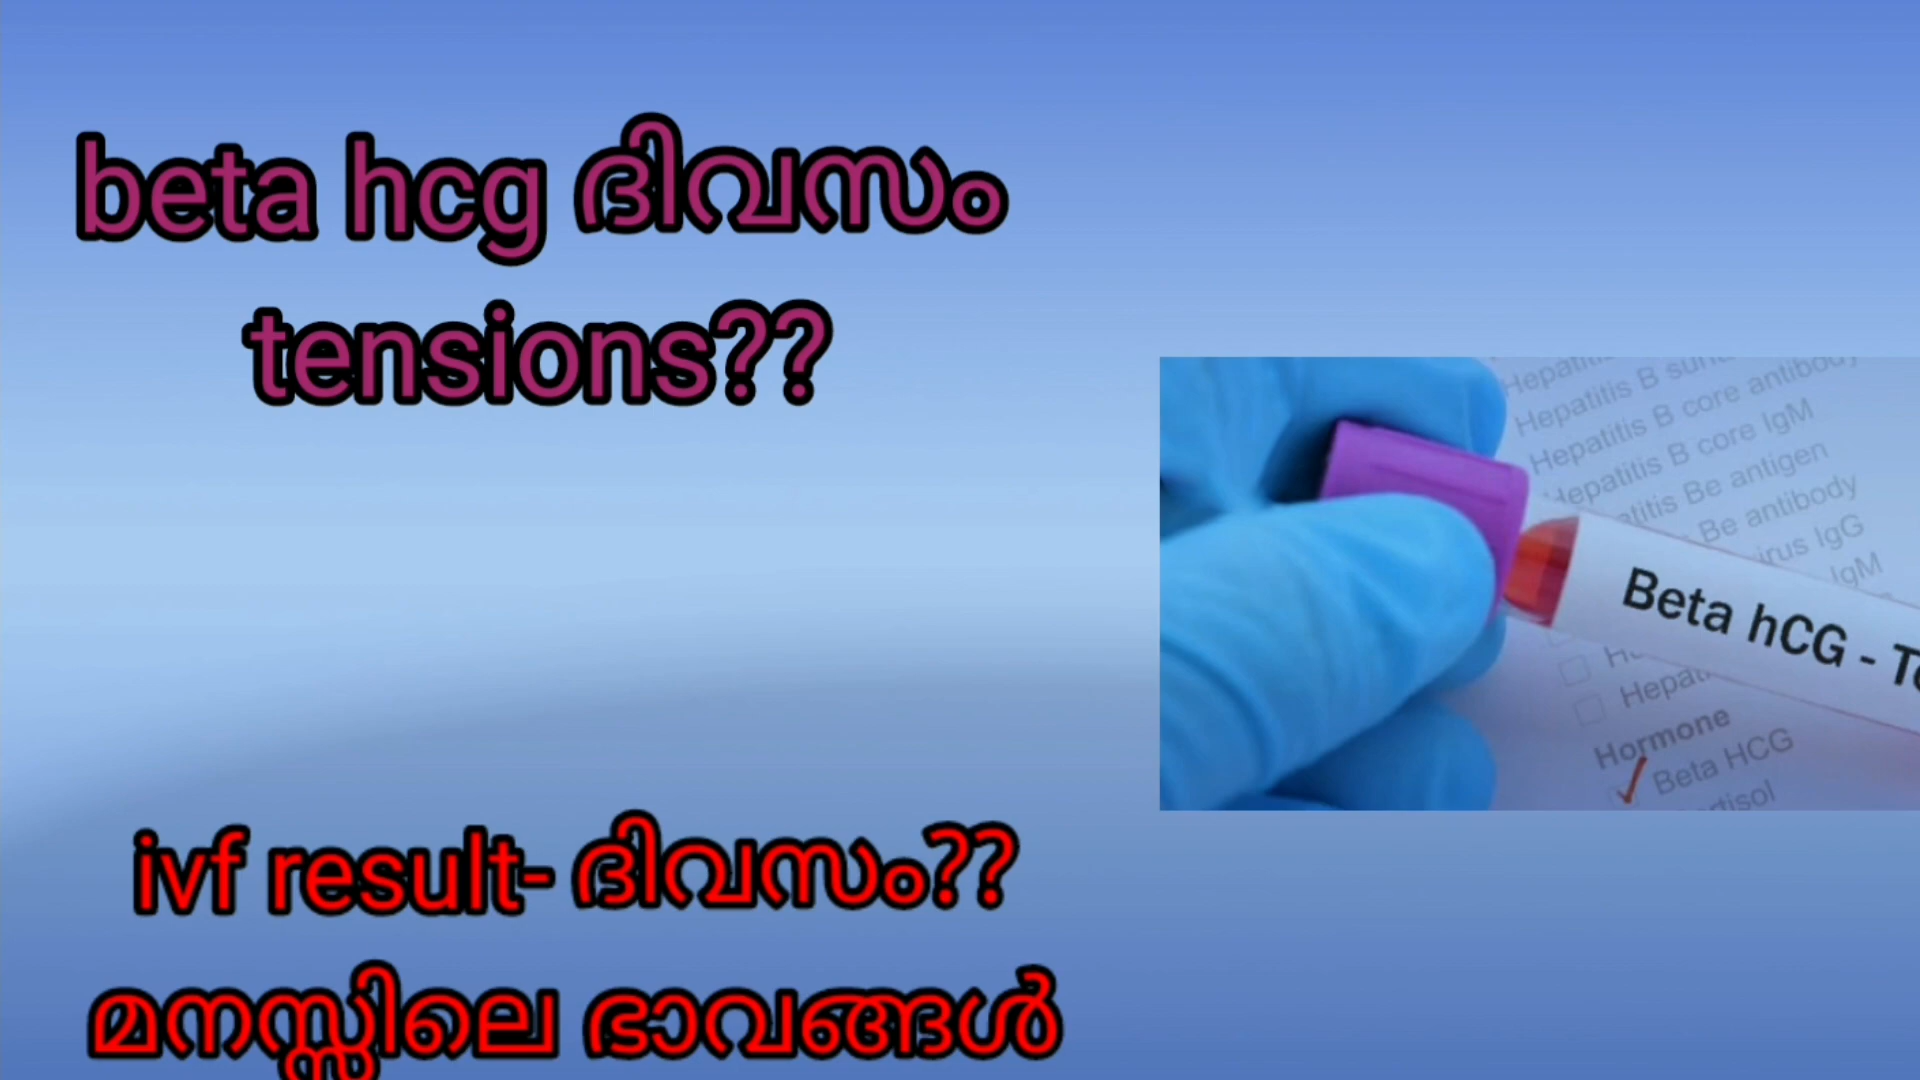 beta hcg ദിവസം
tensions??
Hepatitis B core antibody
Hepatitis B core IgM
Be antigen
Be antibody
IgG
IgM
Beta hCG -
Hormone
Beta HCG
ivf result- ദിവസം??
മനസ്സിലെ ഭാവങ്ങൾ